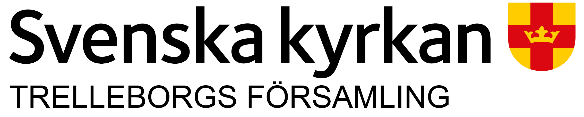 Svenska kyrkan
TRELLEBORGS FÖRSAMLING